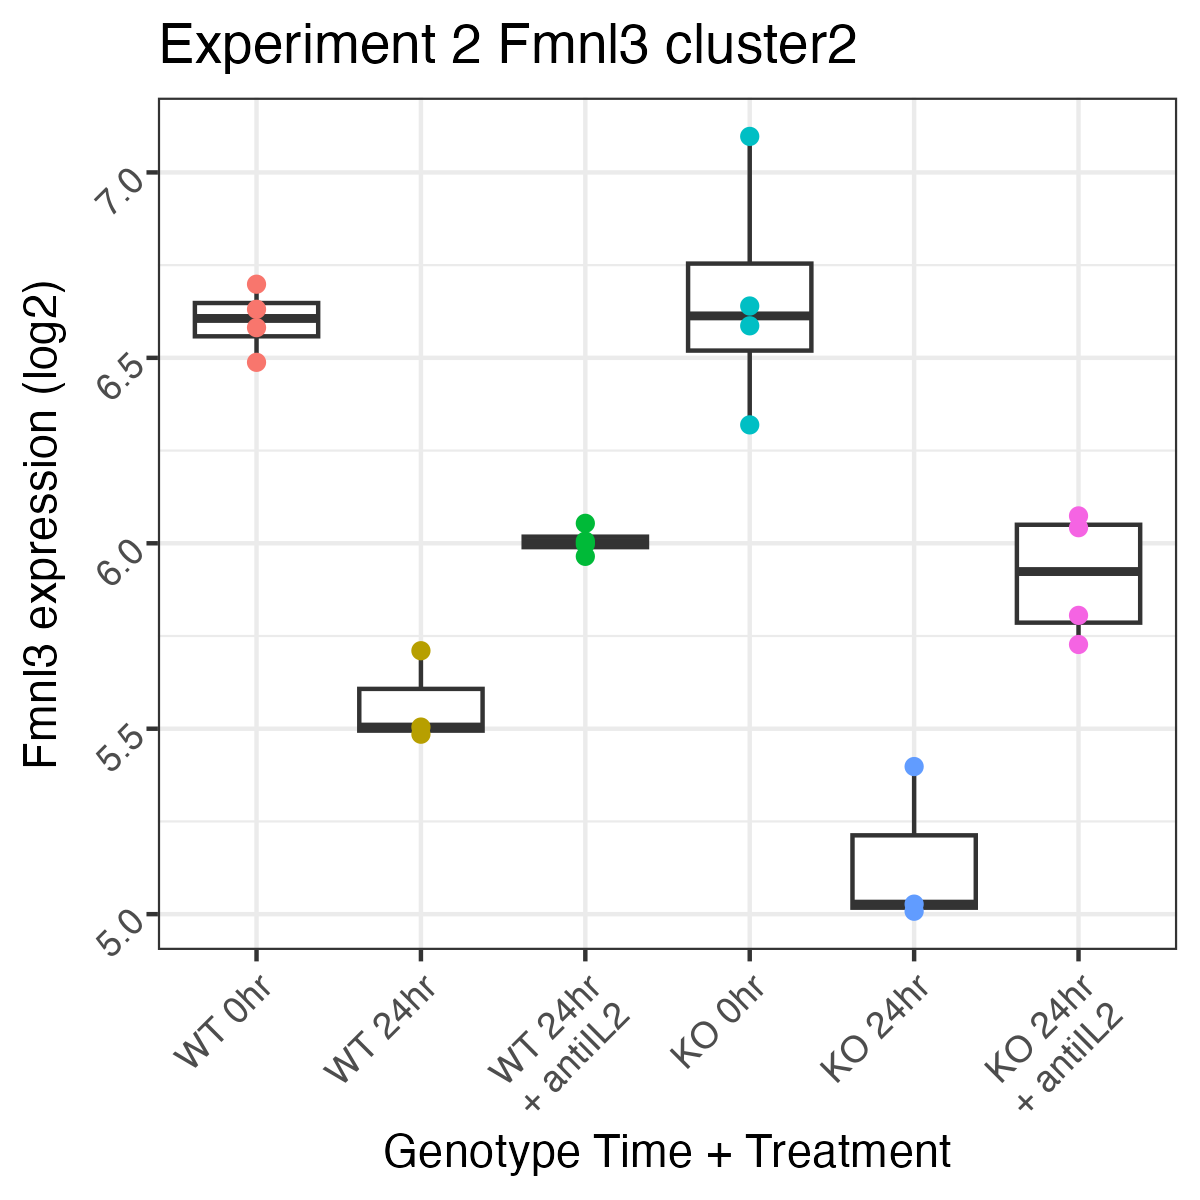 Experiment 2 Fmnl3 cluster2
Fmnl3 expression (log2)
7.0
6.5
6.0
5.5
5.0
WT 0hr
WT 24hr
WT 24hr
+ antiIL2
KO 0hr
KO 24hr
KO 24hr
+ antiIL2
Genotype Time + Treatment